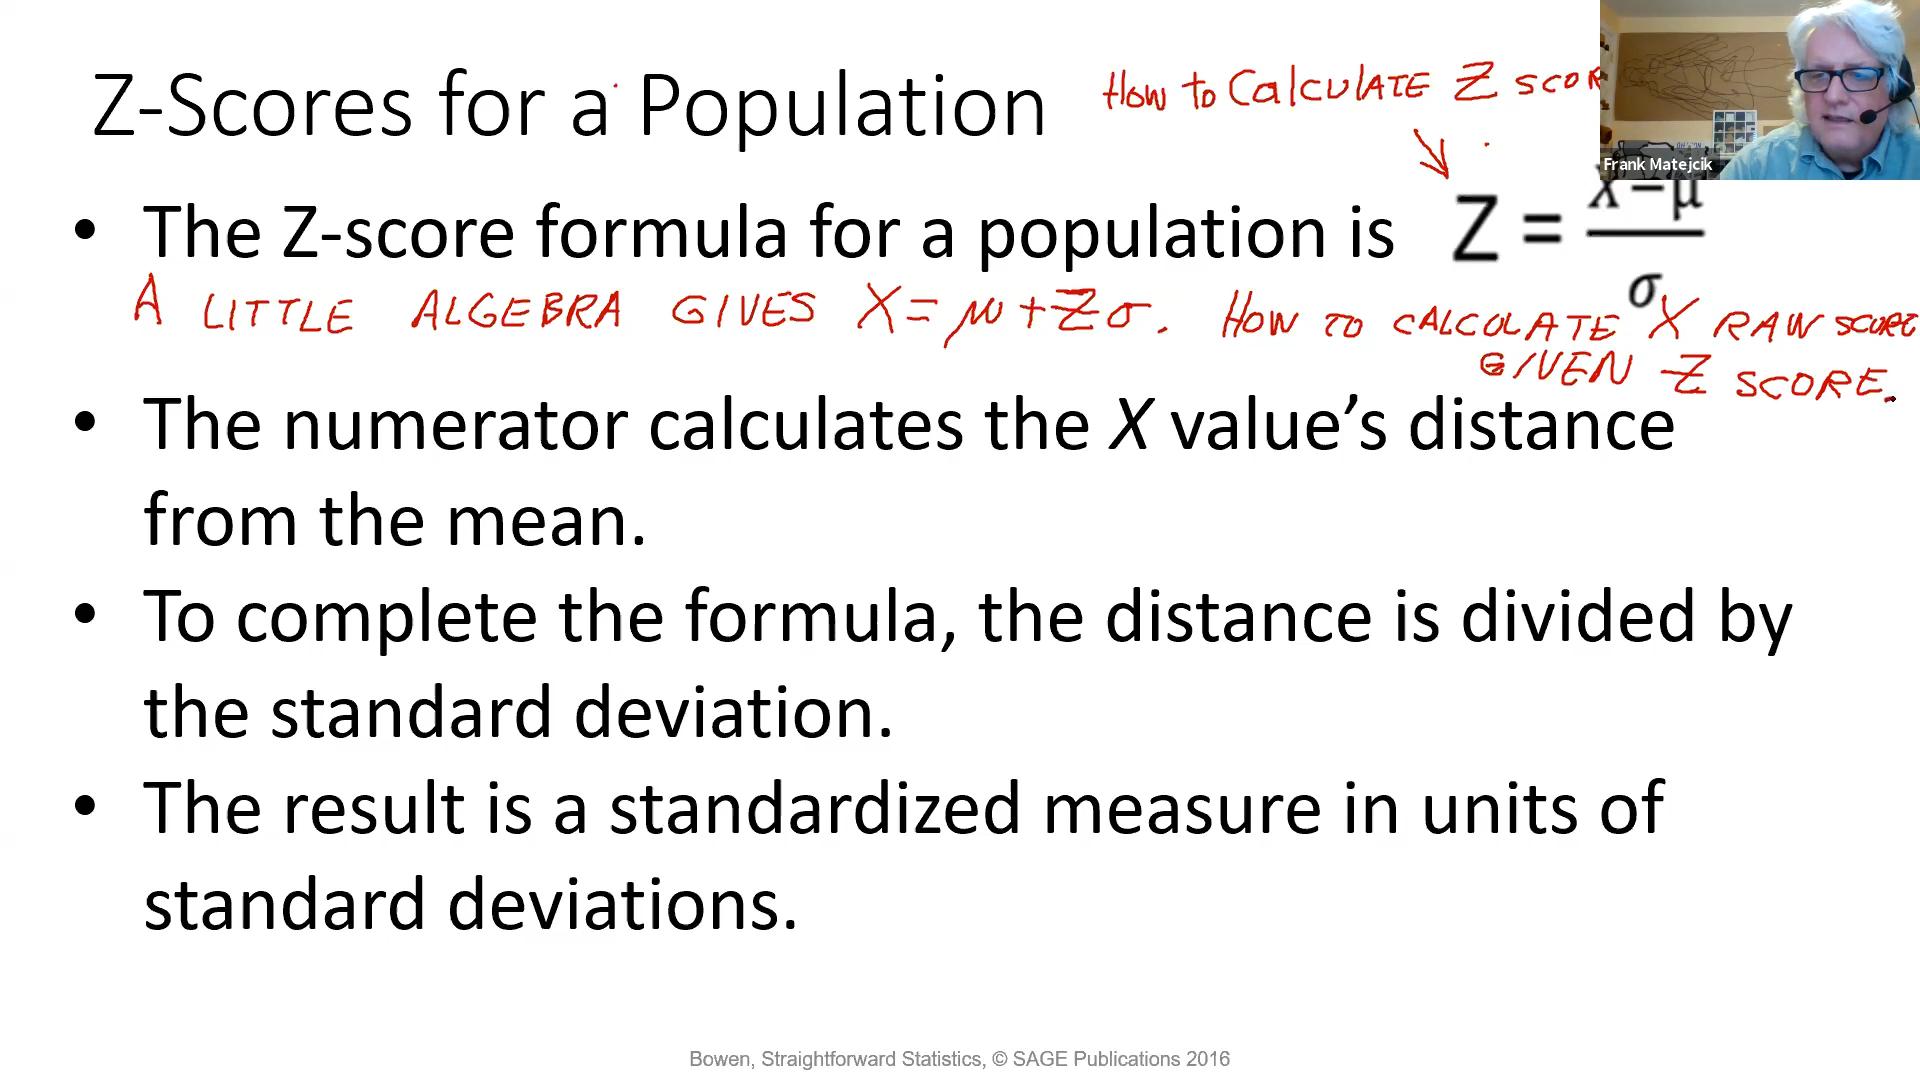 Z-Scores for a Population
How to Calculate Z SCOR
Frank Matejcik
• The Z-score formula for a population is Z = X−μ / σ
A LITTLE ALGEBRA GIVES X = μ + Zσ. HOW TO CALCULATE X RAW SCORE
GIVEN Z SCORE.
• The numerator calculates the X value’s distance
from the mean.
• To complete the formula, the distance is divided by
the standard deviation.
• The result is a standardized measure in units of
standard deviations.
Bowen, Straightforward Statistics, © SAGE Publications 2016